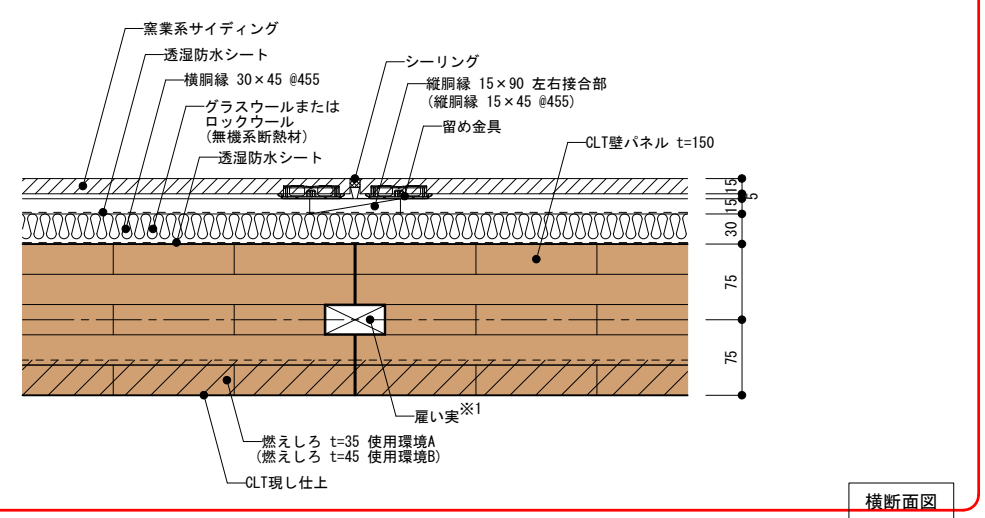 窯業系サイディング
透湿防水シート
横胴縁 30×45 @455
グラスウールまたは
ロックウール
(無機系断熱材)
透湿防水シート
シーリング
縦胴縁 15×90 左右接合部
(縦胴縁 15×45 @455)
留め金具
CLT壁パネル t=150
15
5
15
30
75
75
雇い実※1
燃えしろ t=35 使用環境A
(燃えしろ t=45 使用環境B)
CLT現し仕上
横断面図